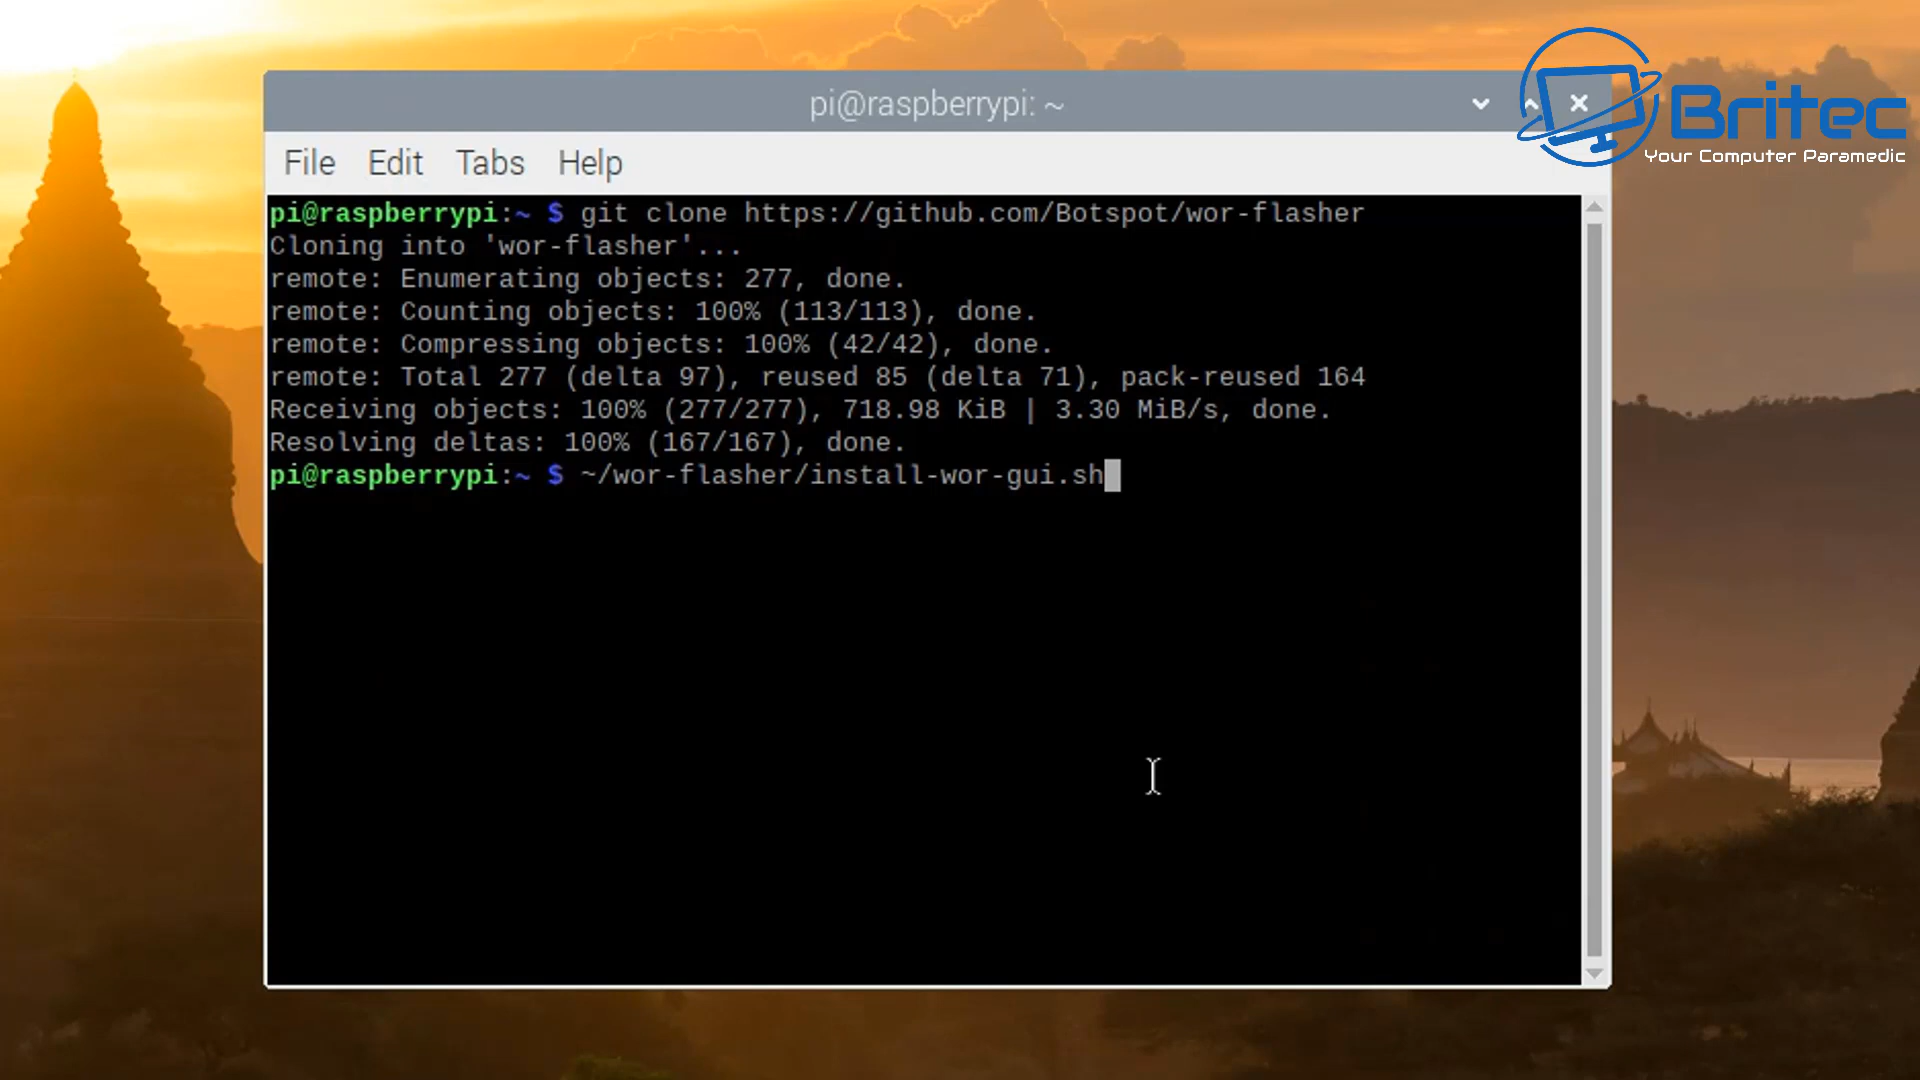 pi@raspberrypi: ~
Britec
Your Computer Paramedic
File Edit Tabs Help
pi@raspberrypi:~ $ git clone https://github.com/Botspot/wor-flasher
Cloning into 'wor-flasher'...
remote: Enumerating objects: 277, done.
remote: Counting objects: 100% (113/113), done.
remote: Compressing objects: 100% (42/42), done.
remote: Total 277 (delta 97), reused 85 (delta 71), pack-reused 164
Receiving objects: 100% (277/277), 718.98 KiB | 3.30 MiB/s, done.
Resolving deltas: 100% (167/167), done.
pi@raspberrypi:~ $ ~/wor-flasher/install-wor-gui.sh